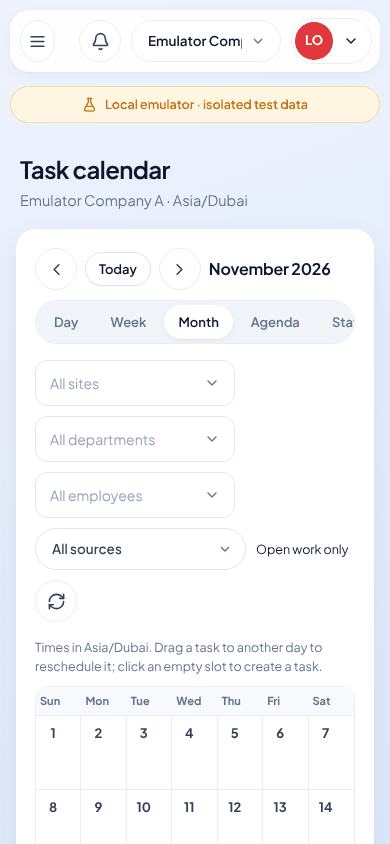 Emulator Com
LO
Local emulator · isolated test data
Task calendar
Emulator Company A · Asia/Dubai
Today November 2026
Day Week Month Agenda Sta
All sites
All departments
All employees
All sources Open work only
Times in Asia/Dubai. Drag a task to another day to
reschedule it; click an empty slot to create a task.
Sun Mon Tue Wed Thu Fri Sat
1 2 3 4 5 6 7
8 9 10 11 12 13 14